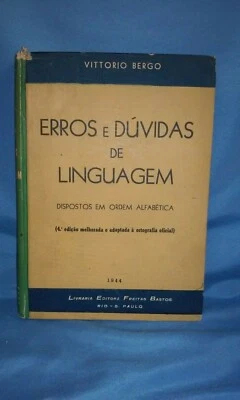 VITTORIO BERGO
ERROS E DÚVIDAS
DE
LINGUAGEM
DISPOSTOS EM ORDEM ALFABÉTICA
(4.ª edição melhorada e adaptada à ortografia oficial)
1944
LIVRARIA EDITORA FREITAS BASTOS
RIO - S. PAULO